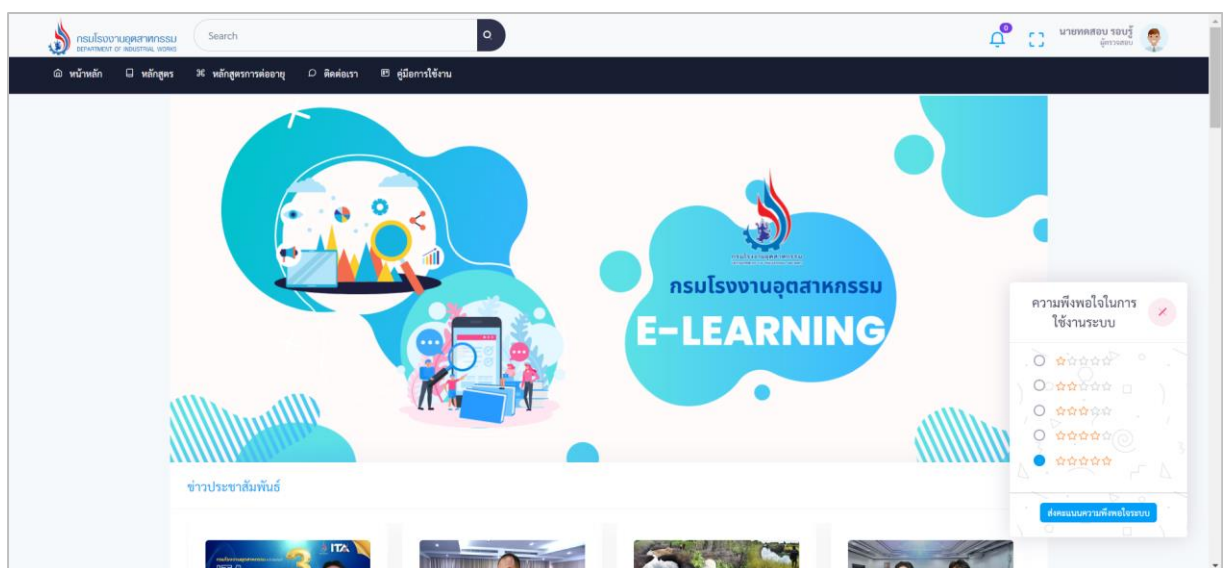 กรมโรงงานอุตสาหกรรม
DEPARTMENT OF INDUSTRIAL WORKS
Search
0
นายทดสอบ รอบรู้
ผู้ตรวจสอบ
หน้าหลัก
หลักสูตร
หลักสูตรการต่ออายุ
ติดต่อเรา
คู่มือการใช้งาน
กรมโรงงานอุตสาหกรรม
E-LEARNING
ความพึงพอใจในการ
ใช้งานระบบ
ส่งคะแนนความพึงพอใจระบบ
ข่าวประชาสัมพันธ์
ITA